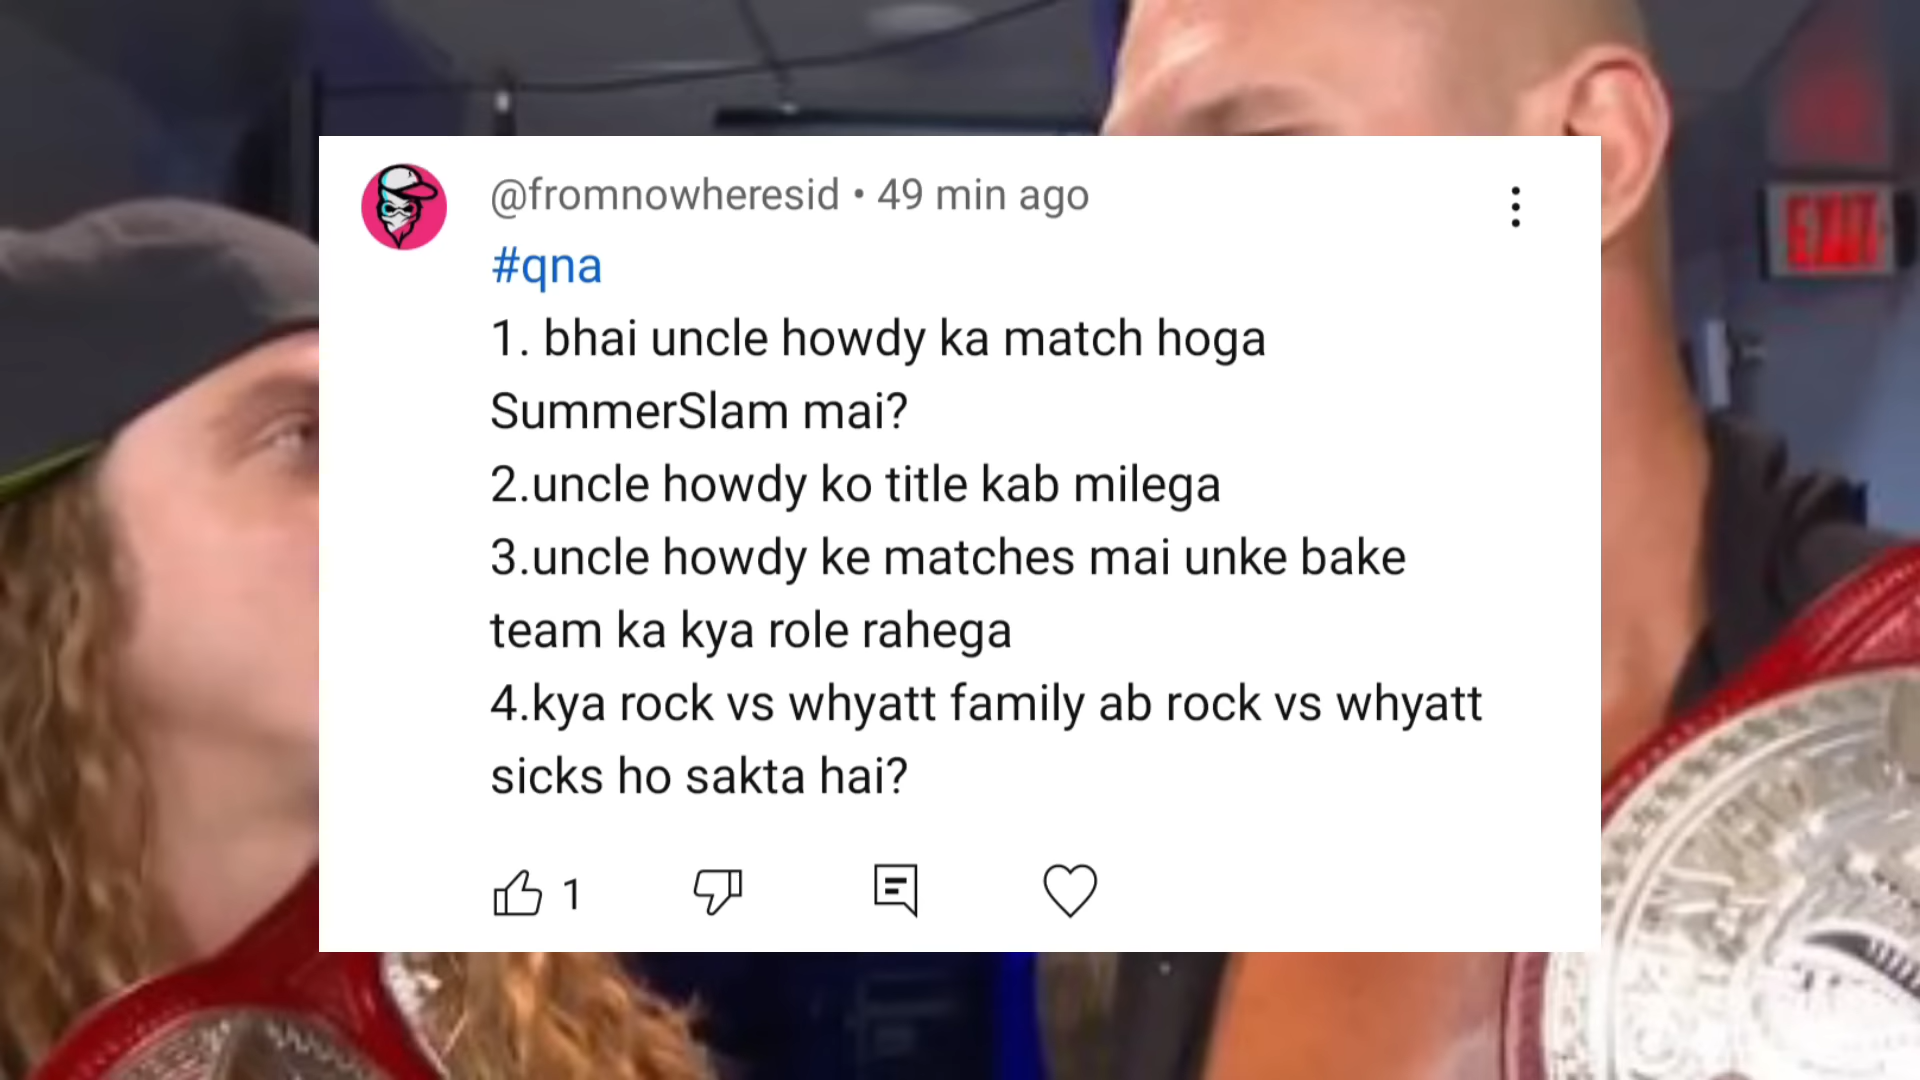 @fromnowheresid • 49 min ago
#qna
1. bhai uncle howdy ka match hoga
SummerSlam mai?
2.uncle howdy ko title kab milega
3.uncle howdy ke matches mai unke bake
team ka kya role rahega
4.kya rock vs whyatt family ab rock vs whyatt
sicks ho sakta hai?
1
EXIT